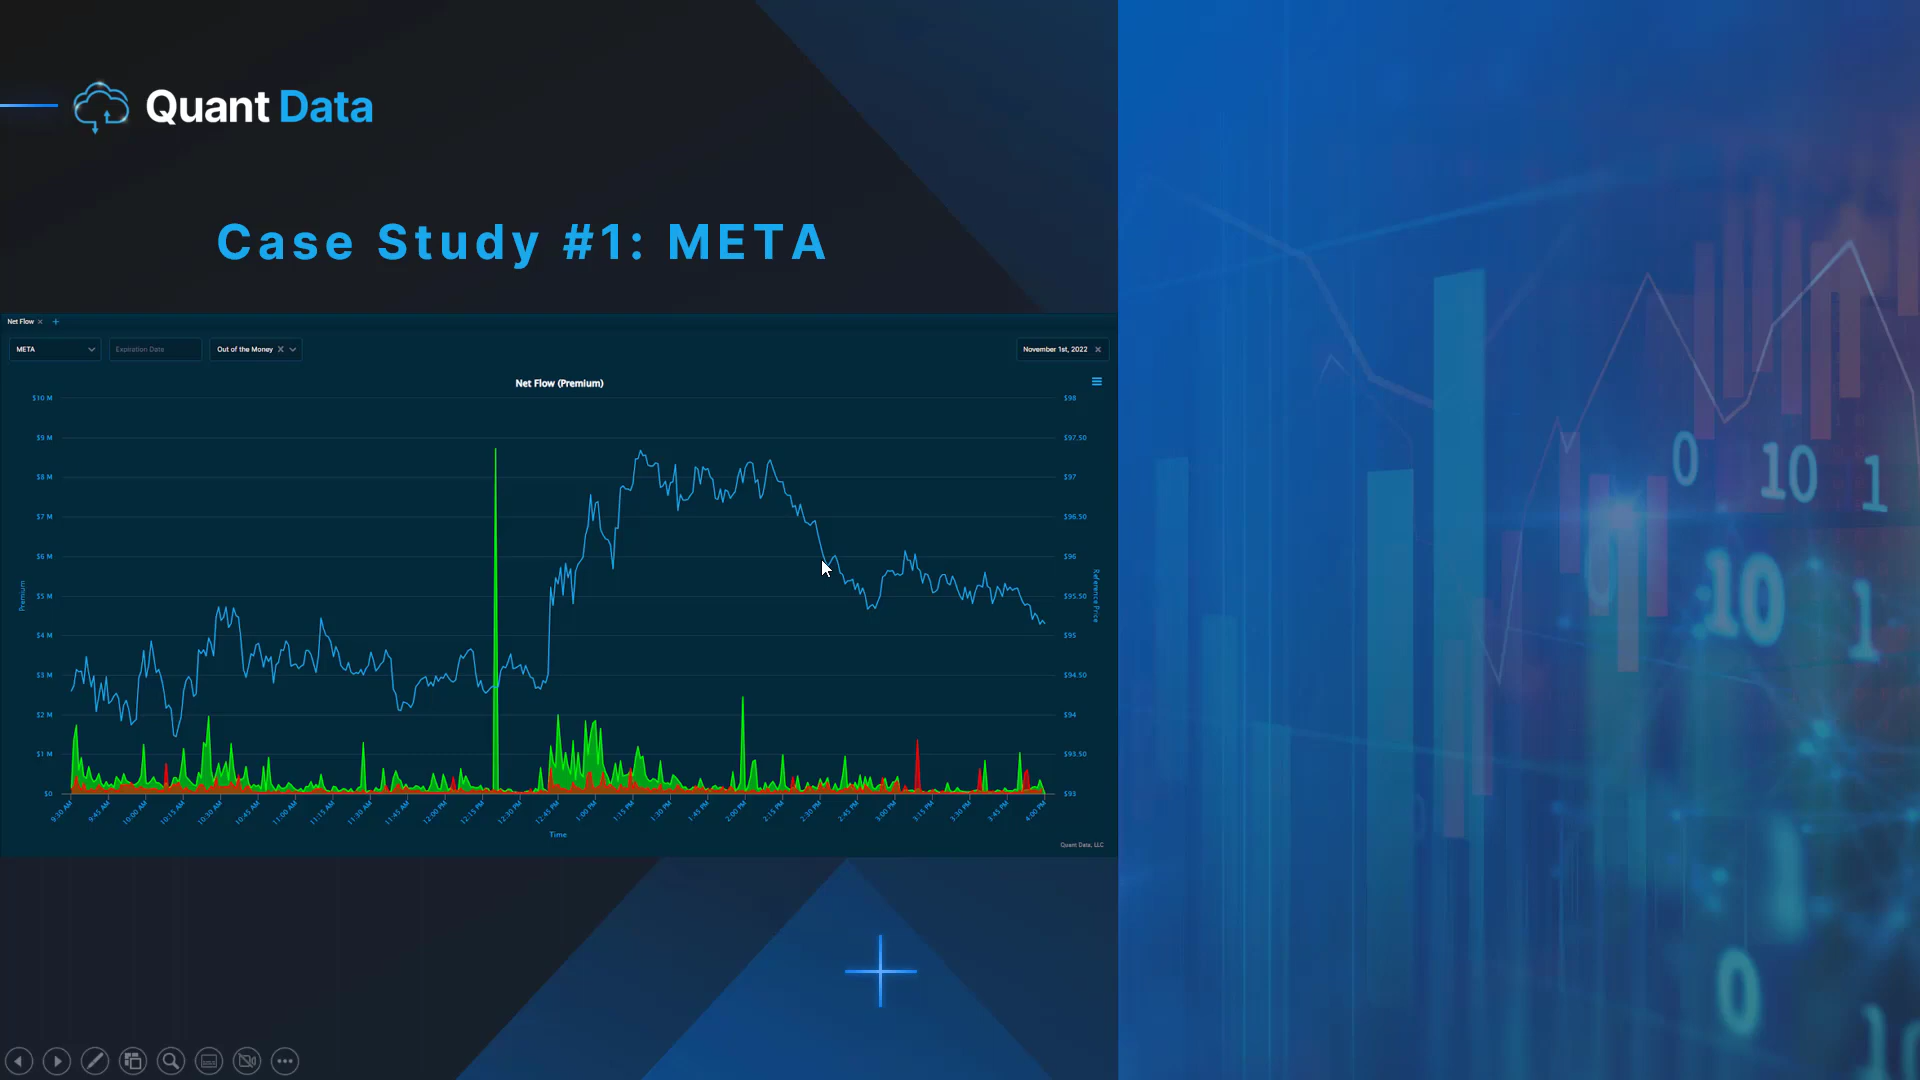 Quant Data
Case Study #1: META
Net Flow × +
META
Expiration Date
Out of the Money ×
November 1st, 2022 ×
Net Flow (Premium)
$10 M
$9 M
$8 M
$7 M
$6 M
$5 M
$4 M
$3 M
$2 M
$1 M
$0
Premium
$98
$97.50
$97
$96.50
$96
$95.50
$95
$94.50
$94
$93.50
$93
Reference Price
9:30 AM
9:45 AM
10:00 AM
10:15 AM
10:30 AM
10:45 AM
11:00 AM
11:15 AM
11:30 AM
11:45 AM
12:00 PM
12:15 PM
12:30 PM
12:45 PM
1:00 PM
1:15 PM
1:30 PM
1:45 PM
2:00 PM
2:15 PM
2:30 PM
2:45 PM
3:00 PM
3:15 PM
3:30 PM
3:45 PM
4:00 PM
Time
Quant Data, LLC
0 10 1
0 10 1
1
0 10